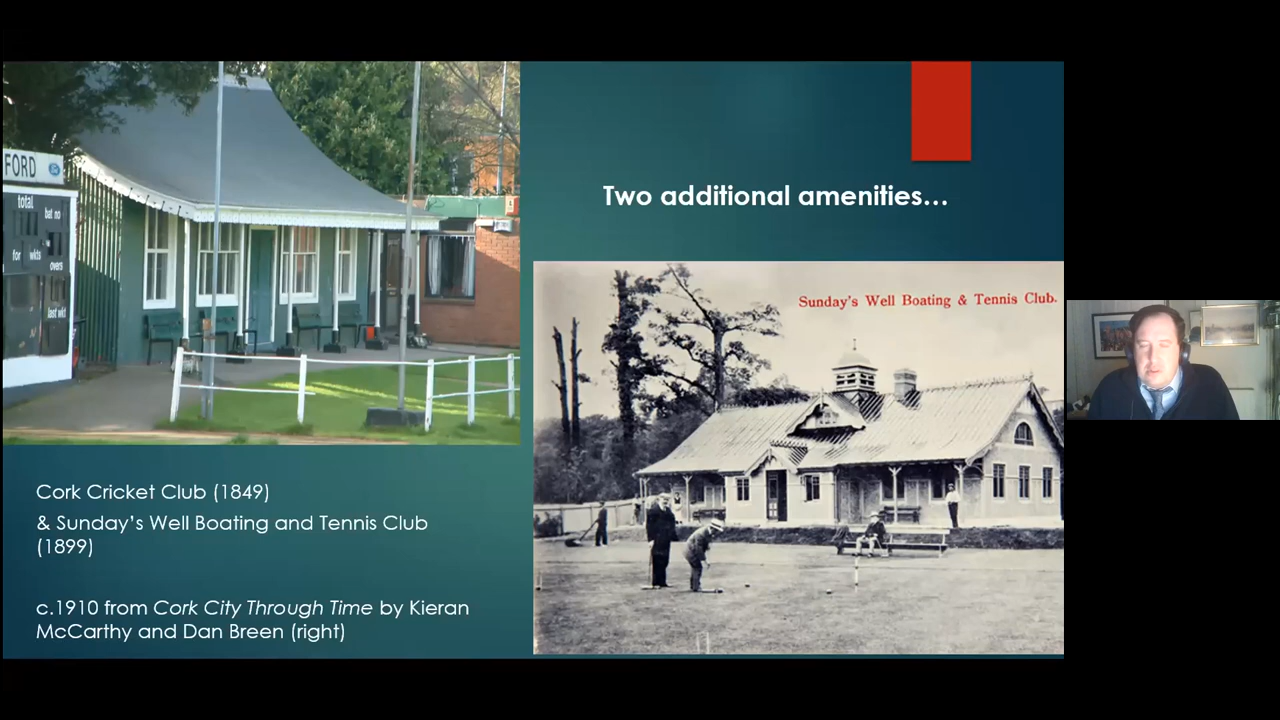 FORD
total
bat no
for wkts
overs
last wkt
Two additional amenities…
Sunday's Well Boating & Tennis Club.
Cork Cricket Club (1849)
& Sunday’s Well Boating and Tennis Club
(1899)
c.1910 from Cork City Through Time by Kieran
McCarthy and Dan Breen (right)